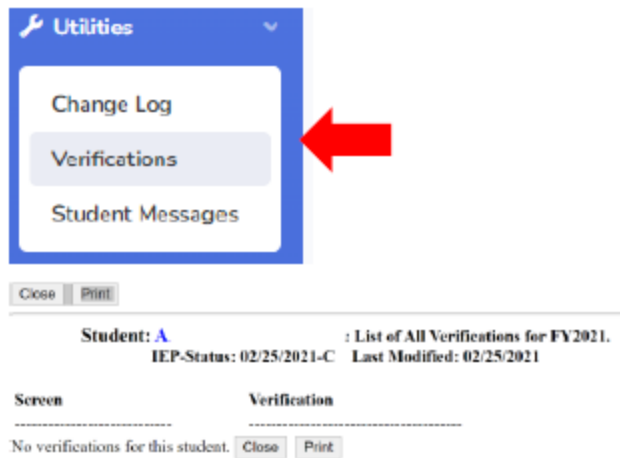 Utilities
Change Log
Verifications
Student Messages
Close Print
Student: A : List of All Verifications for FY2021.
IEP-Status: 02/25/2021-C Last Modified: 02/25/2021
Screen Verification
No verifications for this student. Close Print